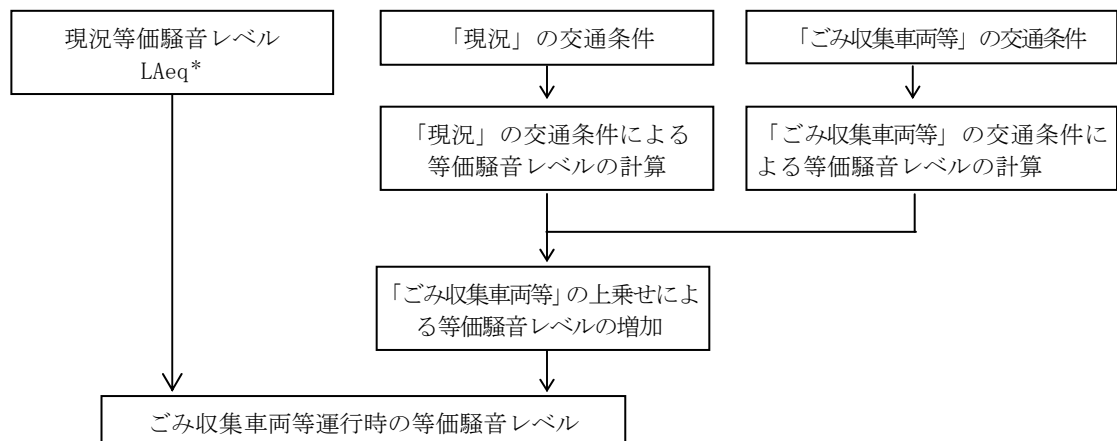 現況等価騒音レベル
LAeq*
「現況」の交通条件
「ごみ収集車両等」の交通条件
「現況」の交通条件による
等価騒音レベルの計算
「ごみ収集車両等」の交通条件に
よる等価騒音レベルの計算
「ごみ収集車両等」の上乗せによ
る等価騒音レベルの増加
ごみ収集車両等運行時の等価騒音レベル